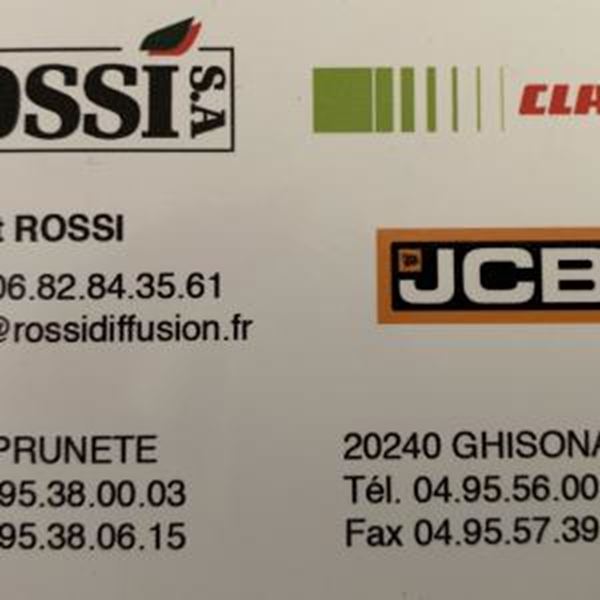 ROSSI S.A
CLA
t ROSSI
06.82.84.35.61
@rossidiffusion.fr
JCB
PRUNETE
95.38.00.03
95.38.06.15
20240 GHISONA
Tél. 04.95.56.00
Fax 04.95.57.39